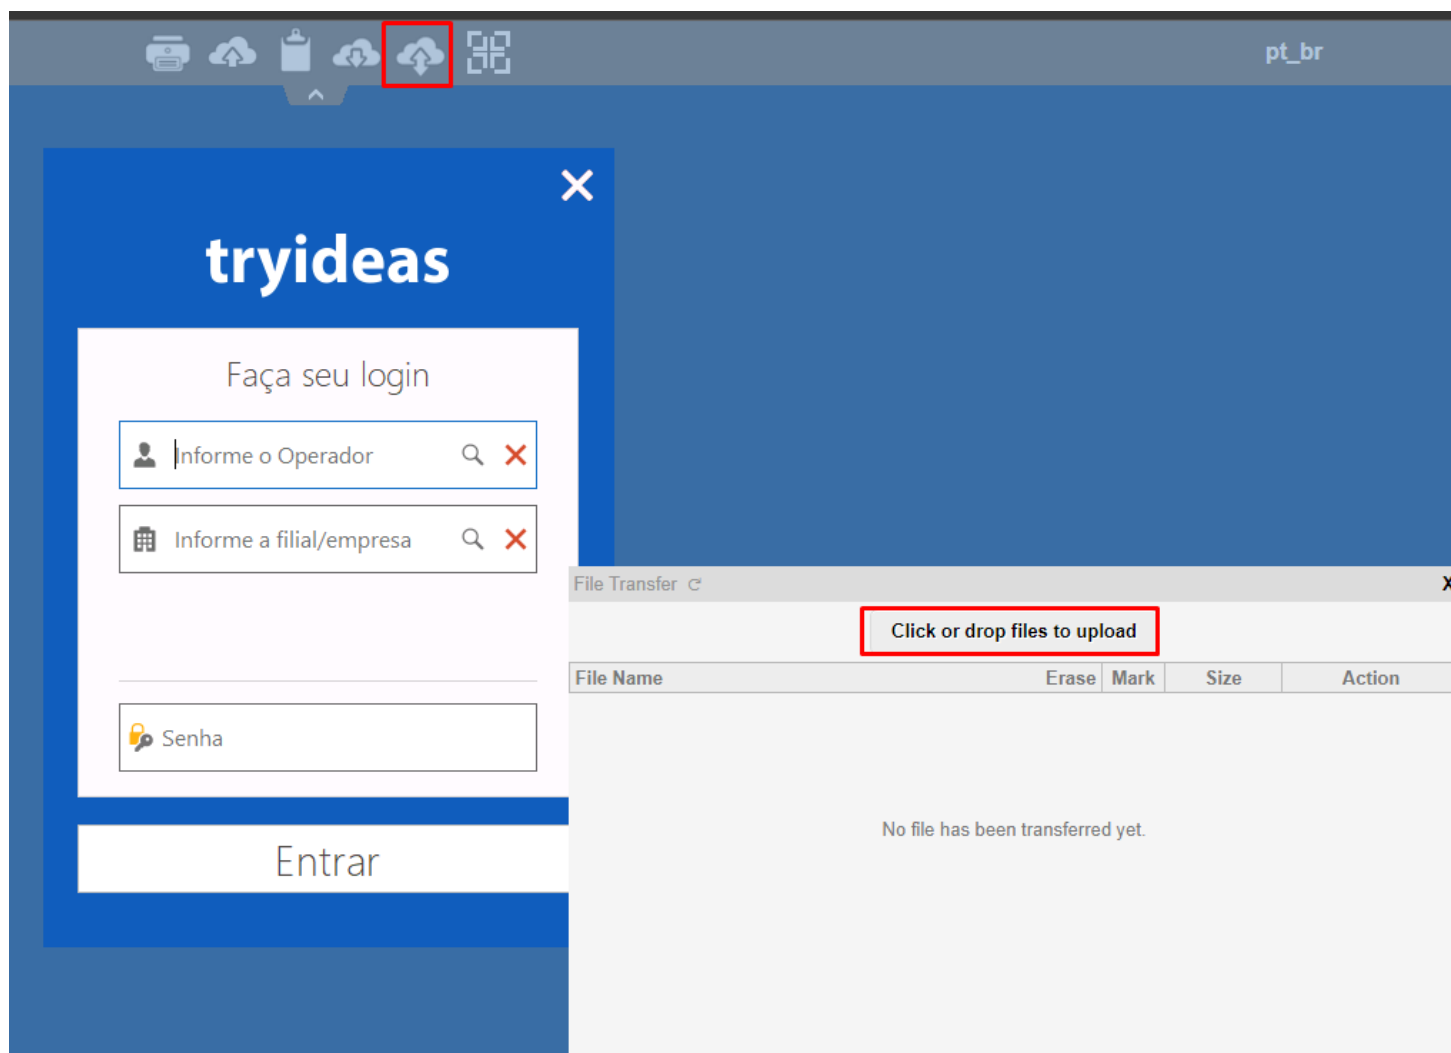 pt_br
tryideas
Faça seu login
Informe o Operador
Informe a filial/empresa
Senha
Entrar
File Transfer
X
Click or drop files to upload
File Name Erase Mark Size Action
No file has been transferred yet.